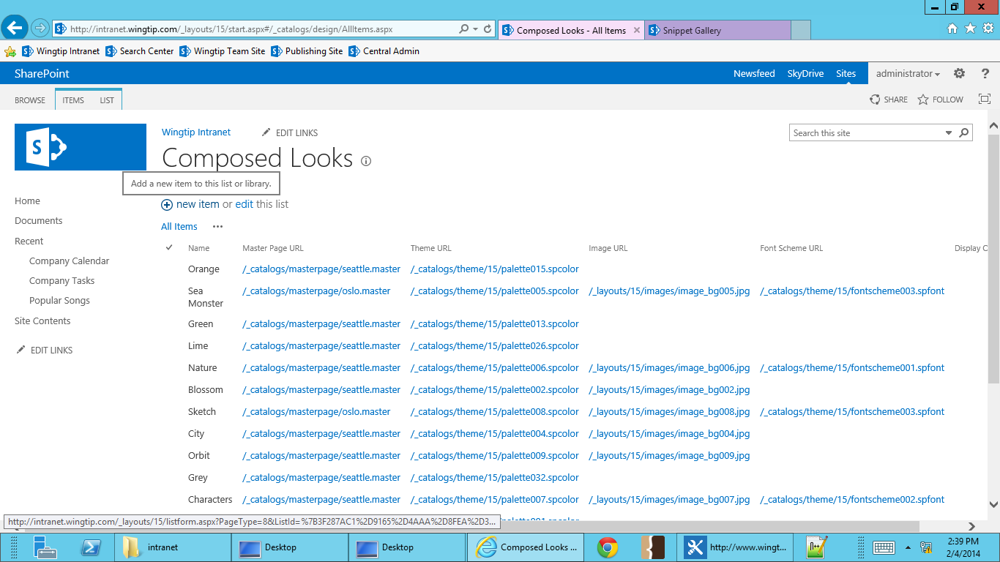 http://intranet.wingtip.com/_layouts/15/start.aspx#/_catalogs/design/AllItems.aspx
Composed Looks - All Items
Snippet Gallery
Wingtip Intranet Search Center Wingtip Team Site Publishing Site Central Admin
SharePoint Newsfeed SkyDrive Sites administrator ?
BROWSE ITEMS LIST SHARE FOLLOW
S
Wingtip Intranet EDIT LINKS Search this site
Composed Looks
Add a new item to this list or library.
Home
new item or edit this list
Documents
All Items ...
Recent
Company Calendar
Company Tasks
Popular Songs
Site Contents
EDIT LINKS
Name Master Page URL Theme URL Image URL Font Scheme URL Display C
Orange /_catalogs/masterpage/seattle.master /_catalogs/theme/15/palette015.spcolor
Sea Monster /_catalogs/masterpage/oslo.master /_catalogs/theme/15/palette005.spcolor /_layouts/15/images/image_bg005.jpg /_catalogs/theme/15/fontscheme003.spfont
Green /_catalogs/masterpage/seattle.master /_catalogs/theme/15/palette013.spcolor
Lime /_catalogs/masterpage/seattle.master /_catalogs/theme/15/palette026.spcolor
Nature /_catalogs/masterpage/seattle.master /_catalogs/theme/15/palette006.spcolor /_layouts/15/images/image_bg006.jpg /_catalogs/theme/15/fontscheme001.spfont
Blossom /_catalogs/masterpage/seattle.master /_catalogs/theme/15/palette002.spcolor /_layouts/15/images/image_bg002.jpg
Sketch /_catalogs/masterpage/oslo.master /_catalogs/theme/15/palette008.spcolor /_layouts/15/images/image_bg008.jpg /_catalogs/theme/15/fontscheme003.spfont
City /_catalogs/masterpage/seattle.master /_catalogs/theme/15/palette004.spcolor /_layouts/15/images/image_bg004.jpg
Orbit /_catalogs/masterpage/seattle.master /_catalogs/theme/15/palette009.spcolor /_layouts/15/images/image_bg009.jpg
Grey /_catalogs/masterpage/seattle.master /_catalogs/theme/15/palette032.spcolor
Characters /_catalogs/masterpage/seattle.master /_catalogs/theme/15/palette007.spcolor /_layouts/15/images/image_bg007.jpg /_catalogs/theme/15/fontscheme002.spfont
http://intranet.wingtip.com/_layouts/15/listform.aspx?PageType=8&ListId=%7B3F287AC1%2D9165%2D4AAA%2D8FEA%2D3...
intranet Desktop Desktop Composed Looks ... http://www.wingt... 2:39 PM
2/4/2014